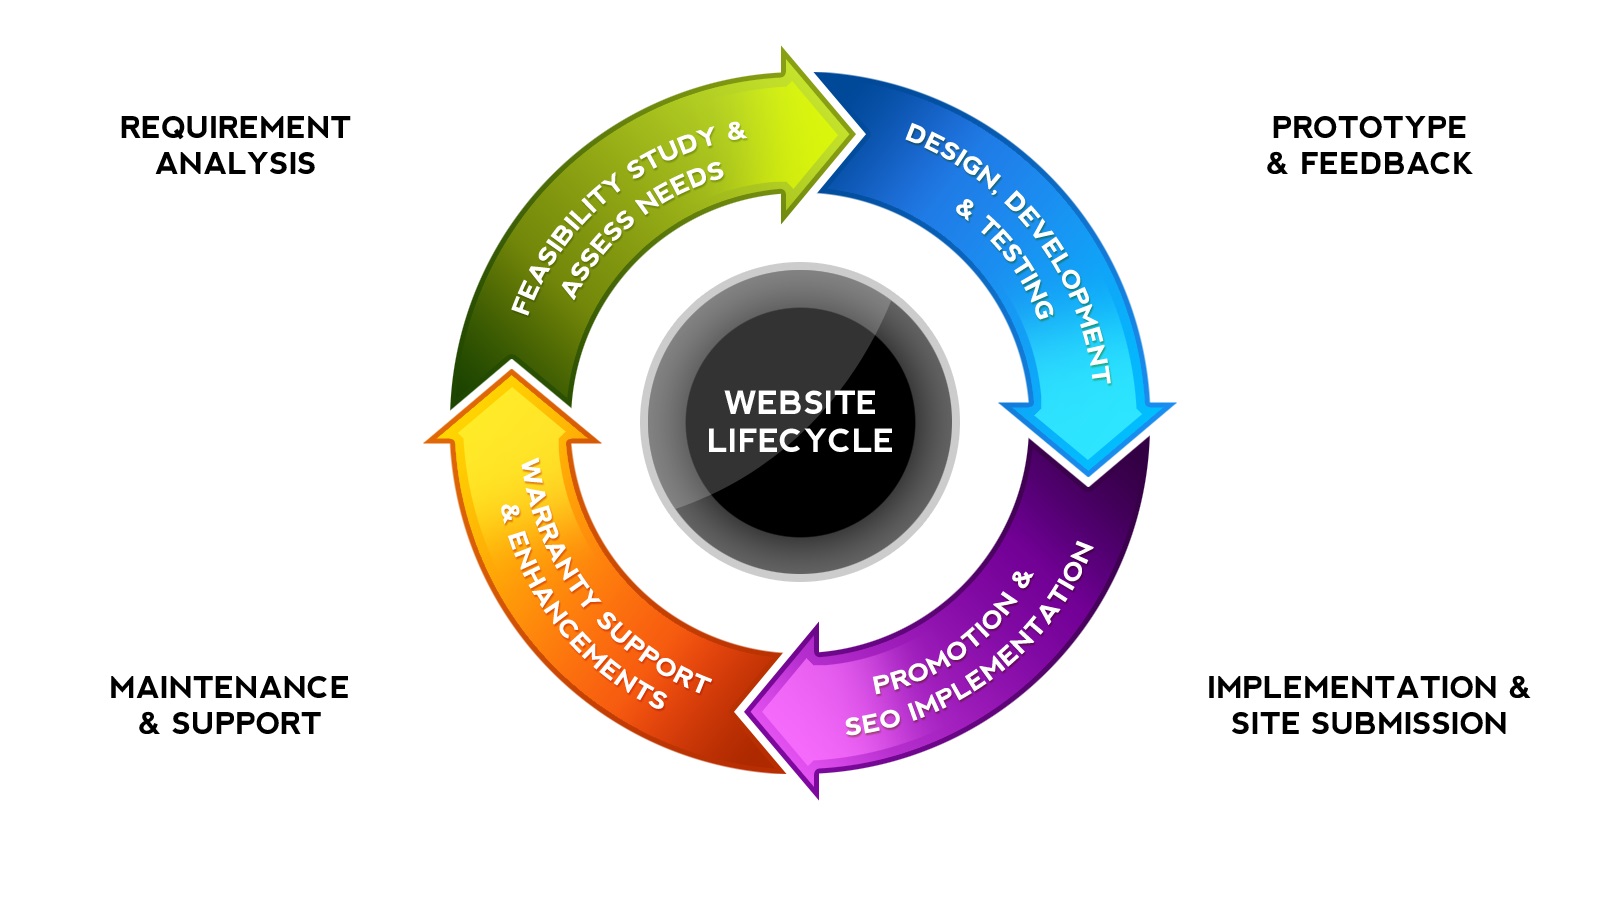 REQUIREMENT
ANALYSIS
PROTOTYPE
& FEEDBACK
FEASIBILITY STUDY &
ASSESS NEEDS
DESIGN, DEVELOPMENT
& TESTING
WEBSITE
LIFECYCLE
WARRANTY SUPPORT
& ENHANCEMENTS
PROMOTION &
SEO IMPLEMENTATION
MAINTENANCE
& SUPPORT
IMPLEMENTATION &
SITE SUBMISSION